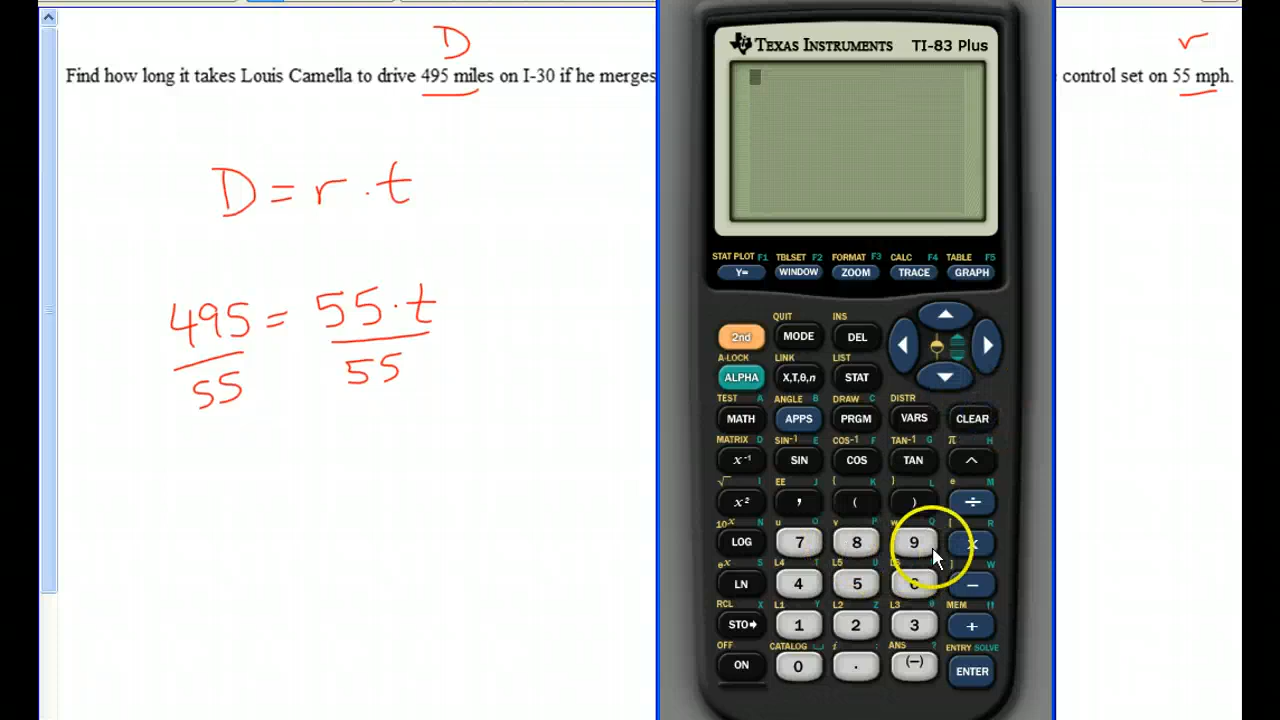 D
r
Find how long it takes Louis Camella to drive 495 miles on I-30 if he merges
control set on 55 mph.
D = r · t
495 = 55 · t
55 55
TEXAS INSTRUMENTS TI-83 Plus
STAT PLOT F1 TBLSET F2 FORMAT F3 CALC F4 TABLE F5
Y= WINDOW ZOOM TRACE GRAPH
QUIT INS
2nd MODE DEL
A-LOCK LINK LIST
ALPHA X,T,θ,n STAT
TEST A ANGLE B DRAW C DISTR
MATH APPS PRGM VARS CLEAR
MATRIX D SIN⁻¹ E COS⁻¹ F TAN⁻¹ G π H
x⁻¹ SIN COS TAN ^
√ I EE J { K } L e M
x² , ( ) ÷
10ˣ N u O v P w Q [ R
LOG 7 8 9 ×
eˣ S L4 T L5 U ] W
LN 4 5 −
RCL X L1 Y L2 Z L3 θ MEM "
STO➡ 1 2 3 +
OFF CATALOG i : ANS ? ENTRY SOLVE
ON 0 . (−) ENTER